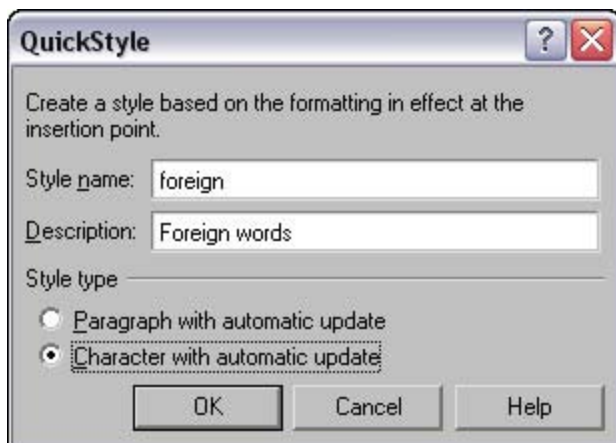 QuickStyle
Create a style based on the formatting in effect at the
insertion point.
Style name: foreign
Description: Foreign words
Style type
Paragraph with automatic update
Character with automatic update
OK Cancel Help